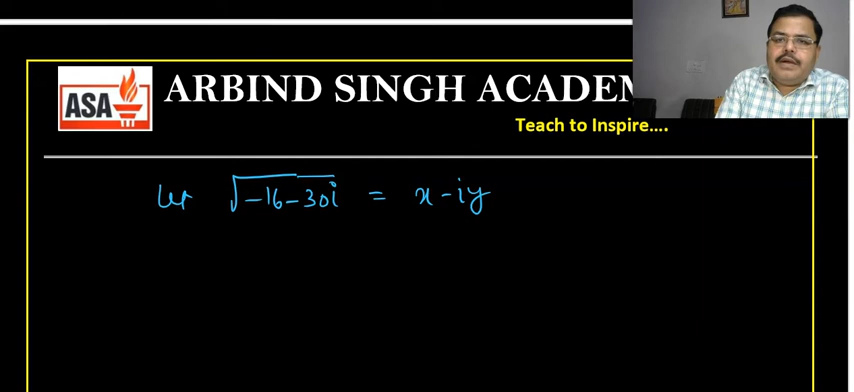 ASA
ARBIND SINGH ACADEM
Teach to Inspire....
Let √-16-30i = x - iy